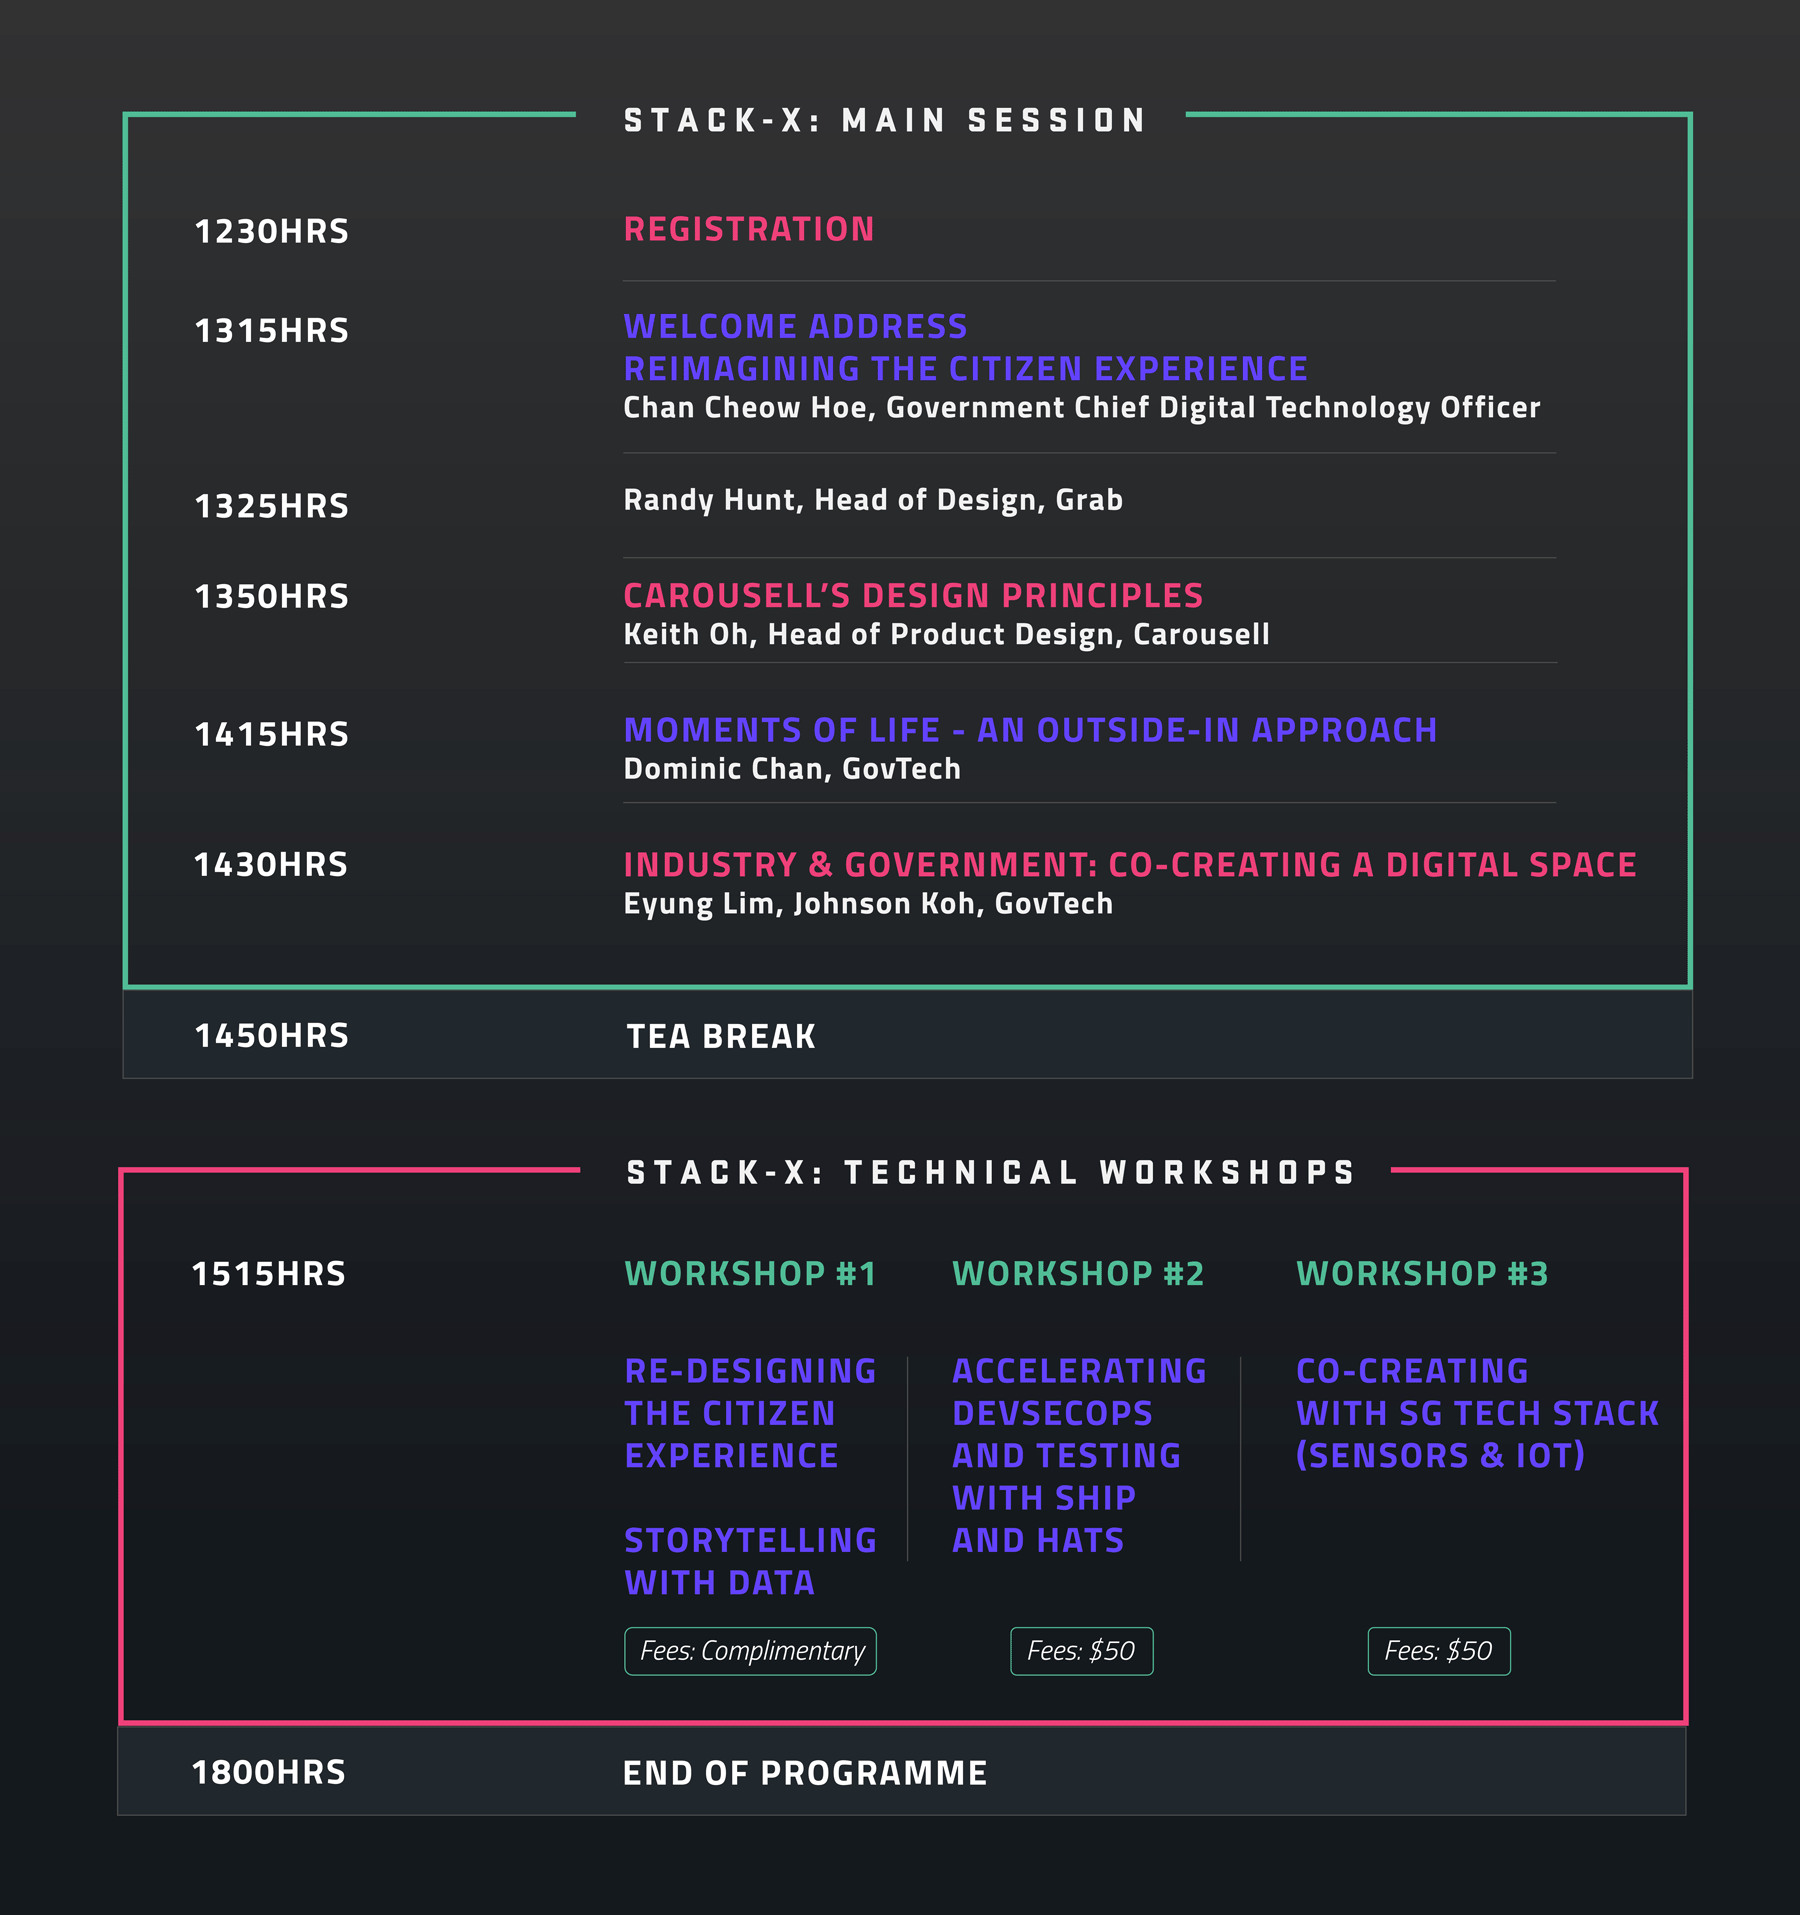 STACK-X: MAIN SESSION
1230HRS
REGISTRATION
1315HRS
WELCOME ADDRESS
REIMAGINING THE CITIZEN EXPERIENCE
Chan Cheow Hoe, Government Chief Digital Technology Officer
1325HRS
Randy Hunt, Head of Design, Grab
1350HRS
CAROUSELL’S DESIGN PRINCIPLES
Keith Oh, Head of Product Design, Carousell
1415HRS
MOMENTS OF LIFE - AN OUTSIDE-IN APPROACH
Dominic Chan, GovTech
1430HRS
INDUSTRY & GOVERNMENT: CO-CREATING A DIGITAL SPACE
Eyung Lim, Johnson Koh, GovTech
1450HRS
TEA BREAK
STACK-X: TECHNICAL WORKSHOPS
1515HRS
WORKSHOP #1
RE-DESIGNING
THE CITIZEN
EXPERIENCE
STORYTELLING
WITH DATA
Fees: Complimentary
WORKSHOP #2
ACCELERATING
DEVSECOPS
AND TESTING
WITH SHIP
AND HATS
Fees: $50
WORKSHOP #3
CO-CREATING
WITH SG TECH STACK
(SENSORS & IOT)
Fees: $50
1800HRS
END OF PROGRAMME